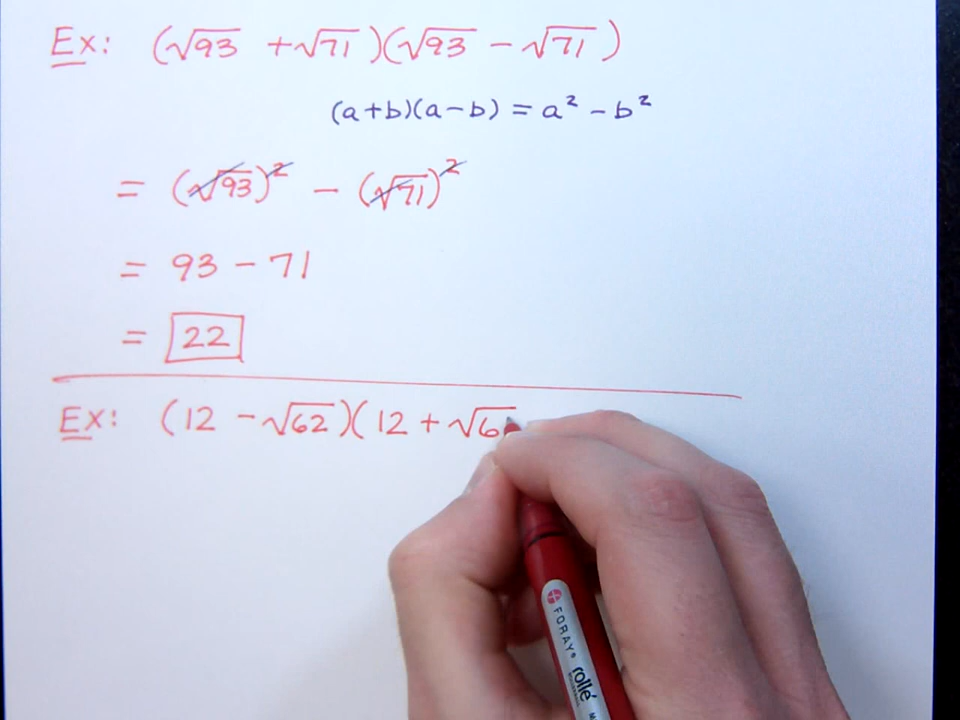 Ex: (√93 + √71)(√93 − √71)
(a+b)(a−b) = a² − b²
= (√93)² − (√71)²
= 93 − 71
= 22
Ex: (12 − √62)(12 + √6
FORAY® rollé